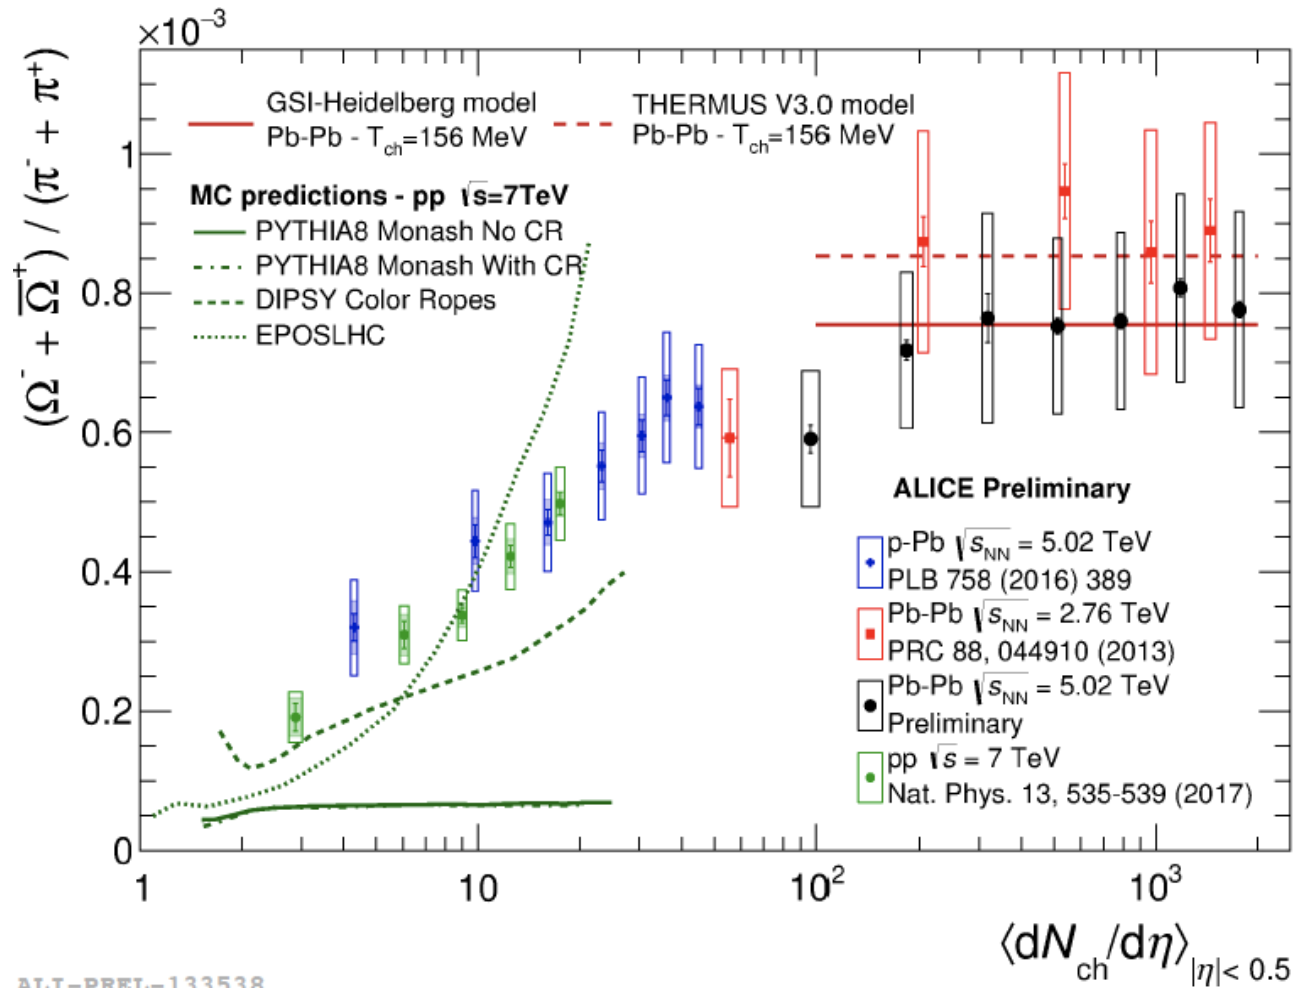 ×10⁻³
(Ω⁻ + Ω̅⁺) / (π⁻ + π⁺)
GSI-Heidelberg model
Pb-Pb - T_ch=156 MeV
THERMUS V3.0 model
Pb-Pb - T_ch=156 MeV
MC predictions - pp √s=7TeV
PYTHIA8 Monash No CR
PYTHIA8 Monash With CR
DIPSY Color Ropes
EPOSLHC
1
0.8
0.6
0.4
0.2
0
ALICE Preliminary
p-Pb √s_NN = 5.02 TeV
PLB 758 (2016) 389
Pb-Pb √s_NN = 2.76 TeV
PRC 88, 044910 (2013)
Pb-Pb √s_NN = 5.02 TeV
Preliminary
pp √s = 7 TeV
Nat. Phys. 13, 535-539 (2017)
1 10 10² 10³
⟨dN_ch/dη⟩_|η|< 0.5
ALI-PREL-133538